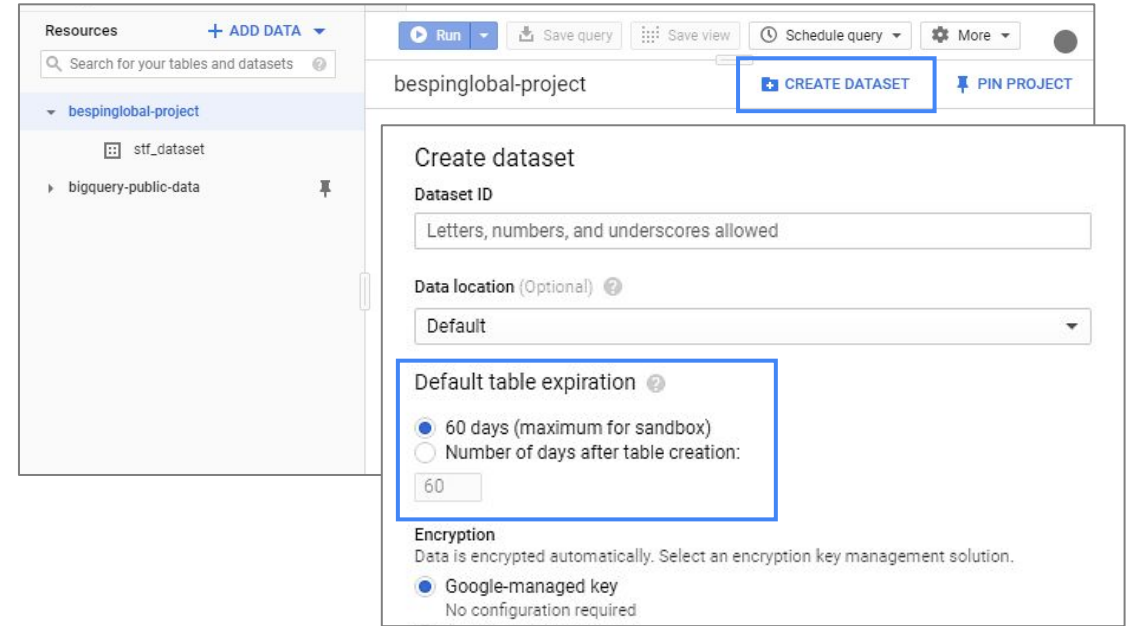 Resources
ADD DATA
Run
Save query
Save view
Schedule query
More
Search for your tables and datasets
bespinglobal-project
CREATE DATASET
PIN PROJECT
bespinglobal-project
stf_dataset
bigquery-public-data
Create dataset
Dataset ID
Letters, numbers, and underscores allowed
Data location (Optional)
Default
Default table expiration
60 days (maximum for sandbox)
Number of days after table creation:
60
Encryption
Data is encrypted automatically. Select an encryption key management solution.
Google-managed key
No configuration required